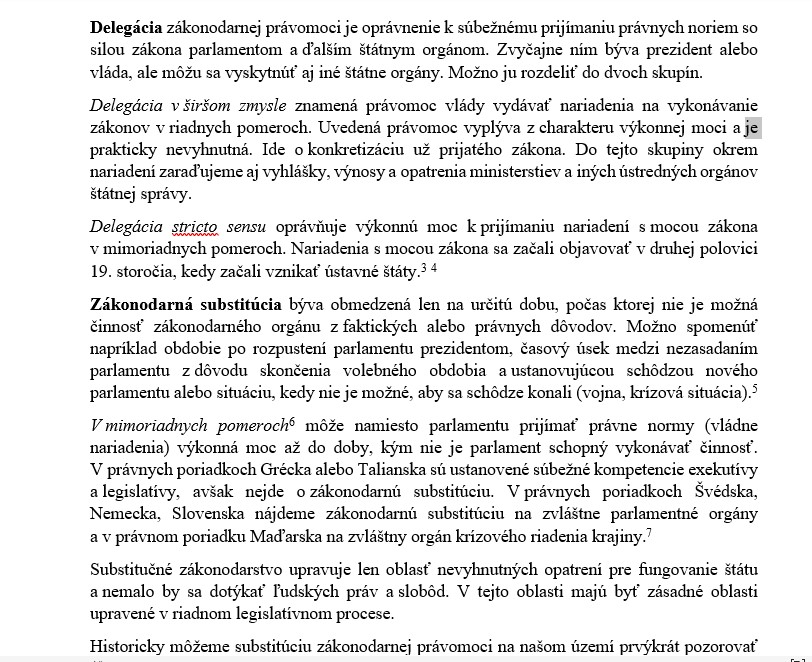 Delegácia zákonodarnej právomoci je oprávnenie k súbežnému prijímaniu právnych noriem so
silou zákona parlamentom a ďalším štátnym orgánom. Zvyčajne ním býva prezident alebo
vláda, ale môžu sa vyskytnúť aj iné štátne orgány. Možno ju rozdeliť do dvoch skupín.
Delegácia v širšom zmysle znamená právomoc vlády vydávať nariadenia na vykonávanie
zákonov v riadnych pomeroch. Uvedená právomoc vyplýva z charakteru výkonnej moci a je
prakticky nevyhnutná. Ide o konkretizáciu už prijatého zákona. Do tejto skupiny okrem
nariadení zaraďujeme aj vyhlášky, výnosy a opatrenia ministerstiev a iných ústredných orgánov
štátnej správy.
Delegácia stricto sensu oprávňuje výkonnú moc k prijímaniu nariadení s mocou zákona
v mimoriadnych pomeroch. Nariadenia s mocou zákona sa začali objavovať v druhej polovici
19. storočia, kedy začali vznikať ústavné štáty.³ ⁴
Zákonodarná substitúcia býva obmedzená len na určitú dobu, počas ktorej nie je možná
činnosť zákonodarného orgánu z faktických alebo právnych dôvodov. Možno spomenúť
napríklad obdobie po rozpustení parlamentu prezidentom, časový úsek medzi nezasadaním
parlamentu z dôvodu skončenia volebného obdobia a ustanovujúcou schôdzou nového
parlamentu alebo situáciu, kedy nie je možné, aby sa schôdze konali (vojna, krízová situácia).⁵
V mimoriadnych pomeroch⁶ môže namiesto parlamentu prijímať právne normy (vládne
nariadenia) výkonná moc až do doby, kým nie je parlament schopný vykonávať činnosť.
V právnych poriadkoch Grécka alebo Talianska sú ustanovené súbežné kompetencie exekutívy
a legislatívy, avšak nejde o zákonodarnú substitúciu. V právnych poriadkoch Švédska,
Nemecka, Slovenska nájdeme zákonodarnú substitúciu na zvláštne parlamentné orgány
a v právnom poriadku Maďarska na zvláštny orgán krízového riadenia krajiny.⁷
Substitučné zákonodarstvo upravuje len oblasť nevyhnutných opatrení pre fungovanie štátu
a nemalo by sa dotýkať ľudských práv a slobôd. V tejto oblasti majú byť zásadné oblasti
upravené v riadnom legislatívnom procese.
Historicky môžeme substitúciu zákonodarnej právomoci na našom území prvýkrát pozorovať